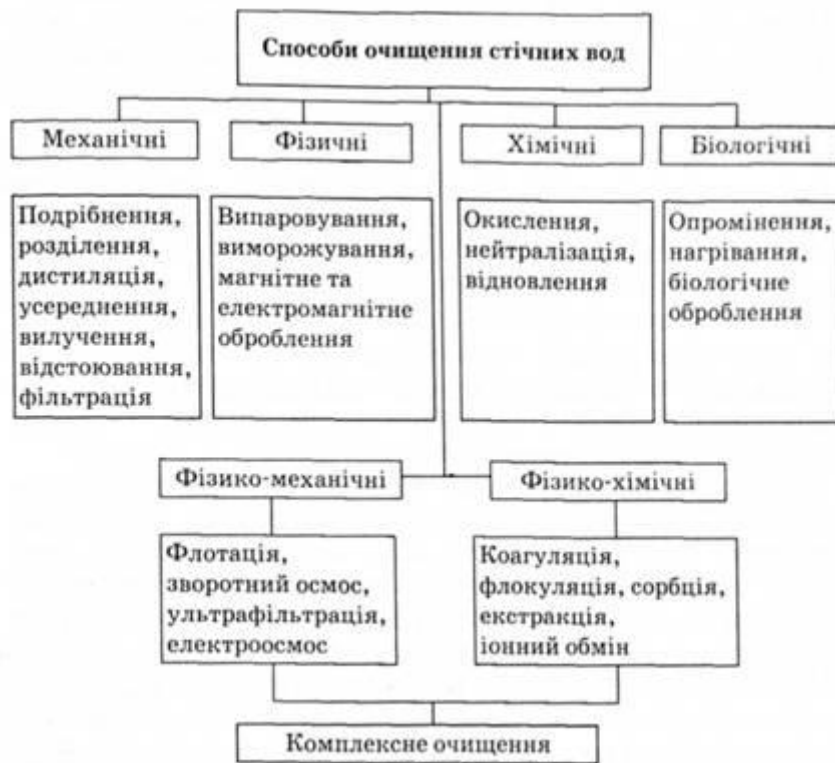 Способи очищення стічних вод
Механічні
Фізичні
Хімічні
Біологічні
Подрібнення,
розділення,
дистиляція,
усереднення,
вилучення,
відстоювання,
фільтрація
Випаровування,
виморожування,
магнітне та
електромагнітне
оброблення
Окислення,
нейтралізація,
відновлення
Опромінення,
нагрівання,
біологічне
оброблення
Фізико-механічні
Фізико-хімічні
Флотація,
зворотний осмос,
ультрафільтрація,
електроосмос
Коагуляція,
флокуляція, сорбція,
екстракція,
іонний обмін
Комплексне очищення